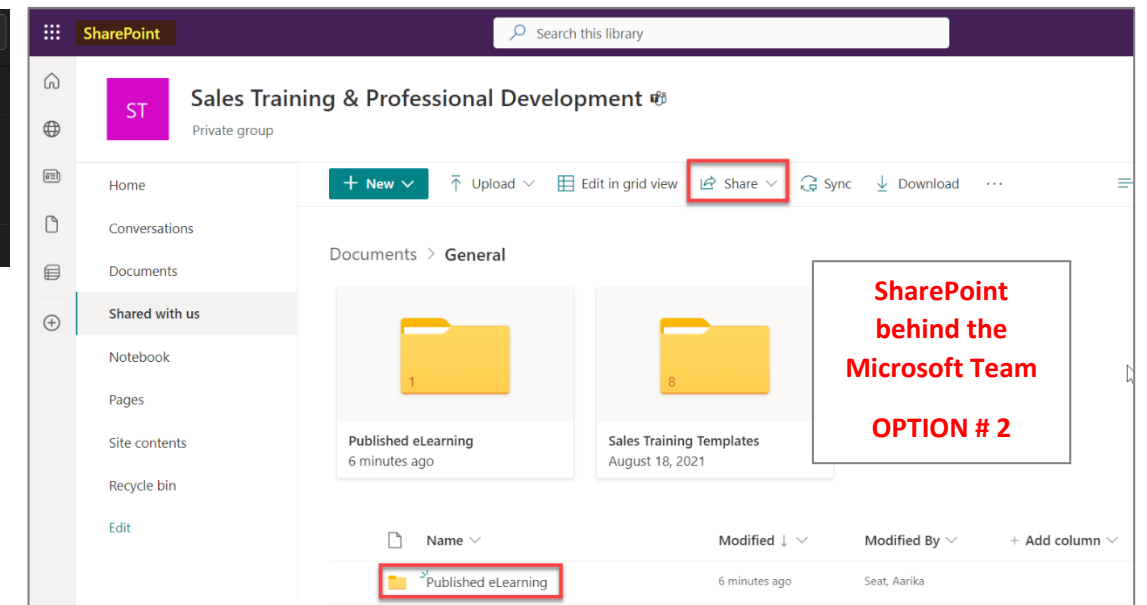 SharePoint
Search this library
ST
Sales Training & Professional Development
Private group
Home
Conversations
Documents
Shared with us
Notebook
Pages
Site contents
Recycle bin
Edit
+ New
Upload
Edit in grid view
Share
Sync
Download
...
Documents > General
1
Published eLearning
6 minutes ago
8
Sales Training Templates
August 18, 2021
SharePoint
behind the
Microsoft Team
OPTION # 2
Name
Modified ↓
Modified By
+ Add column
Published eLearning
6 minutes ago
Seat, Aarika